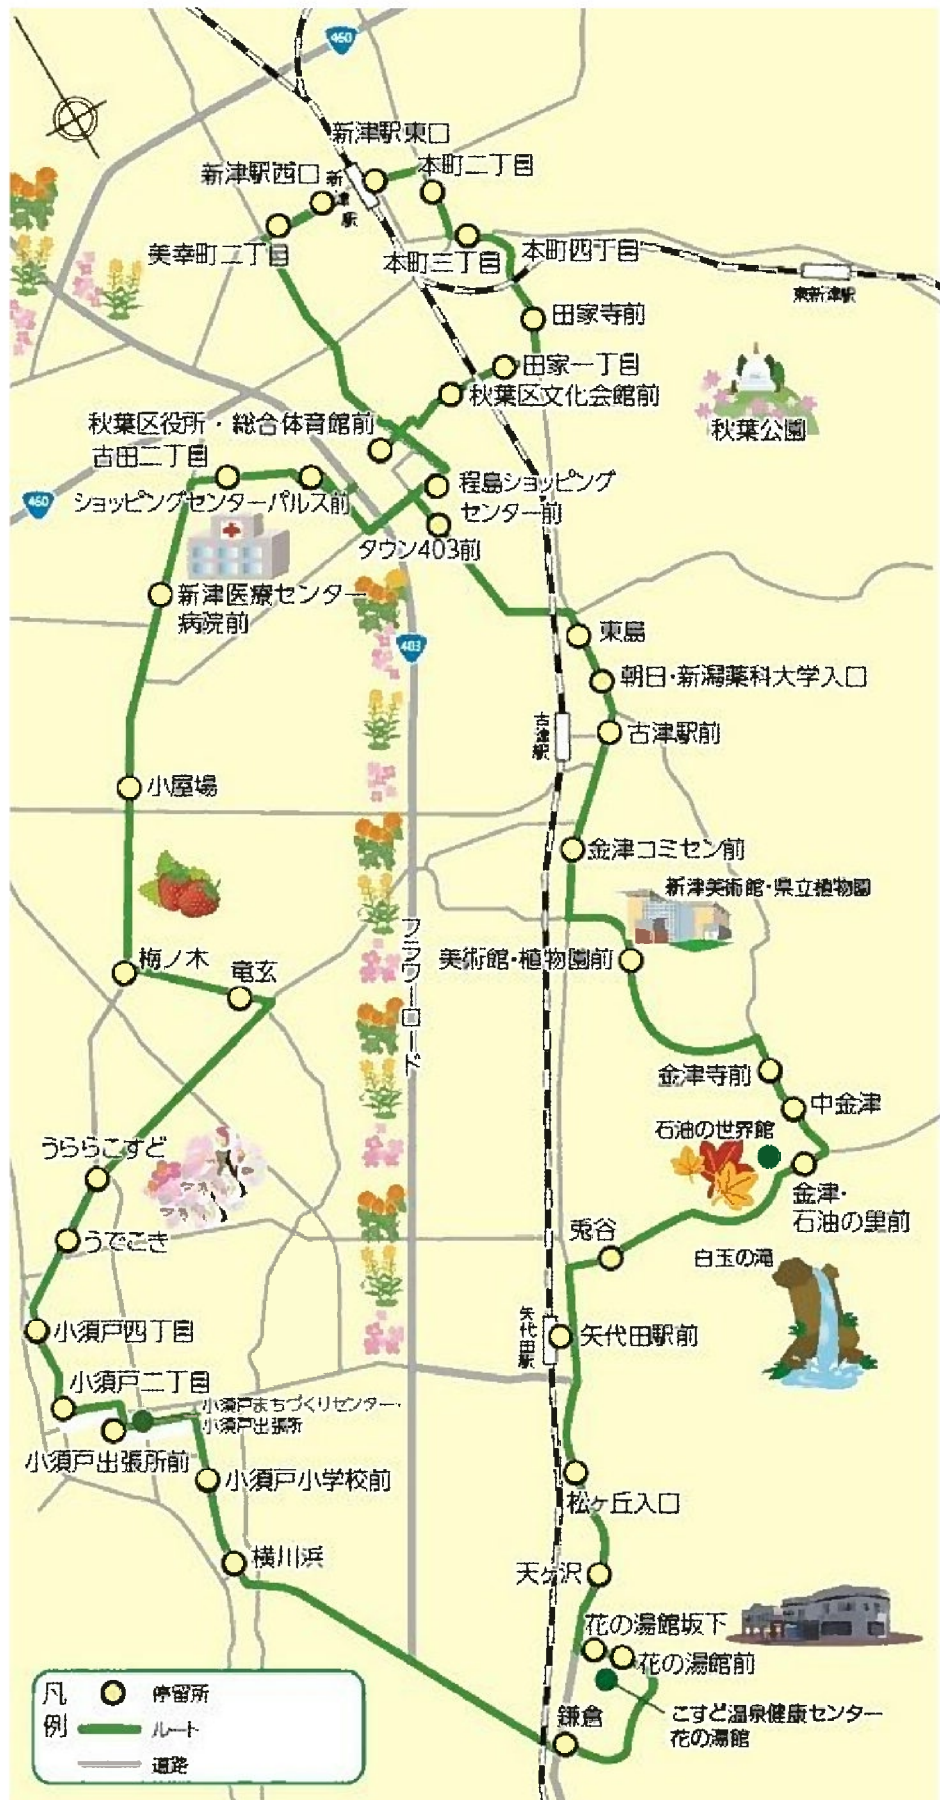 460
新津駅東口
本町二丁目
新津駅西口
新津駅
美幸町二丁目
本町三丁目
本町四丁目
東新津駅
田家寺前
田家一丁目
秋葉区文化会館前
秋葉公園
秋葉区役所・総合体育館前
古田二丁目
ショッピングセンターパルス前
460
程島ショッピング
センター前
タウン403前
新津医療センター
病院前
403
東島
朝日・新潟薬科大学入口
古津駅
古津駅前
小屋場
金津コミセン前
新津美術館・県立植物園
フラワーロード
美術館・植物園前
梅ノ木
竜玄
金津寺前
中金津
石油の世界館
うららこすど
金津・
石油の里前
うでこき
兎谷
白玉の滝
小須戸四丁目
矢代田駅
矢代田駅前
小須戸二丁目
小須戸まちづくりセンター・
小須戸出張所
小須戸出張所前
小須戸小学校前
松ヶ丘入口
横川浜
天ヶ沢
花の湯館坂下
花の湯館前
こすど温泉健康センター
花の湯館
鎌倉
凡例
停留所
ルート
道路